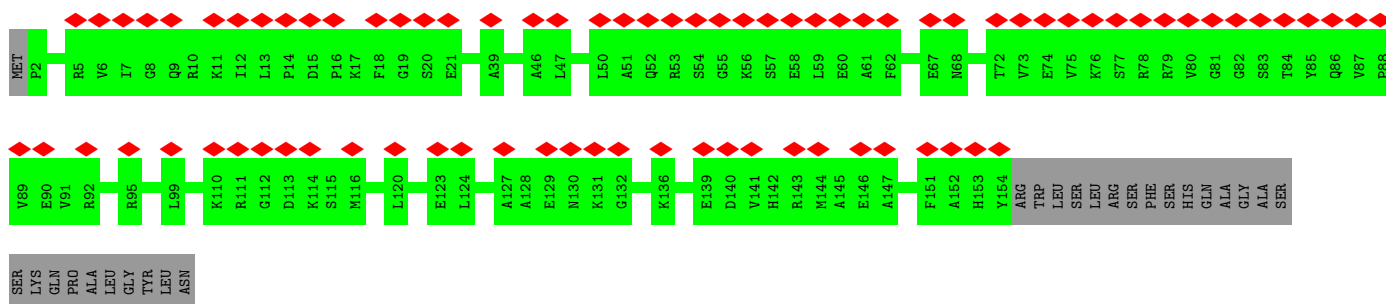 MET P2 R5 V6 I7 G8 Q9 R10 K11 I12 L13 P14 D15 P16 K17 F18 G19 S20 E21 A39 A46 L47 L50 A51 Q52 R53 S54 G55 K56 S57 E58 L59 E60 A61 F62 E67 N68 T72 V73 E74 V75 K76 S77 R78 R79 V80 G81 G82 S83 T84 Y85 Q86 V87 P88
V89 E90 V91 R92 R95 L99 K110 R111 G112 D113 K114 S115 M116 L120 E123 L124 A127 A128 E129 N130 K131 G132 K136 E139 D140 V141 H142 R143 M144 A145 E146 A147 F151 A152 H153 Y154 ARG TRP LEU SER LEU ARG SER PHE SER HIS GLN ALA GLY ALA SER
SER LYS GLN PRO ALA LEU GLY TYR LEU ASN